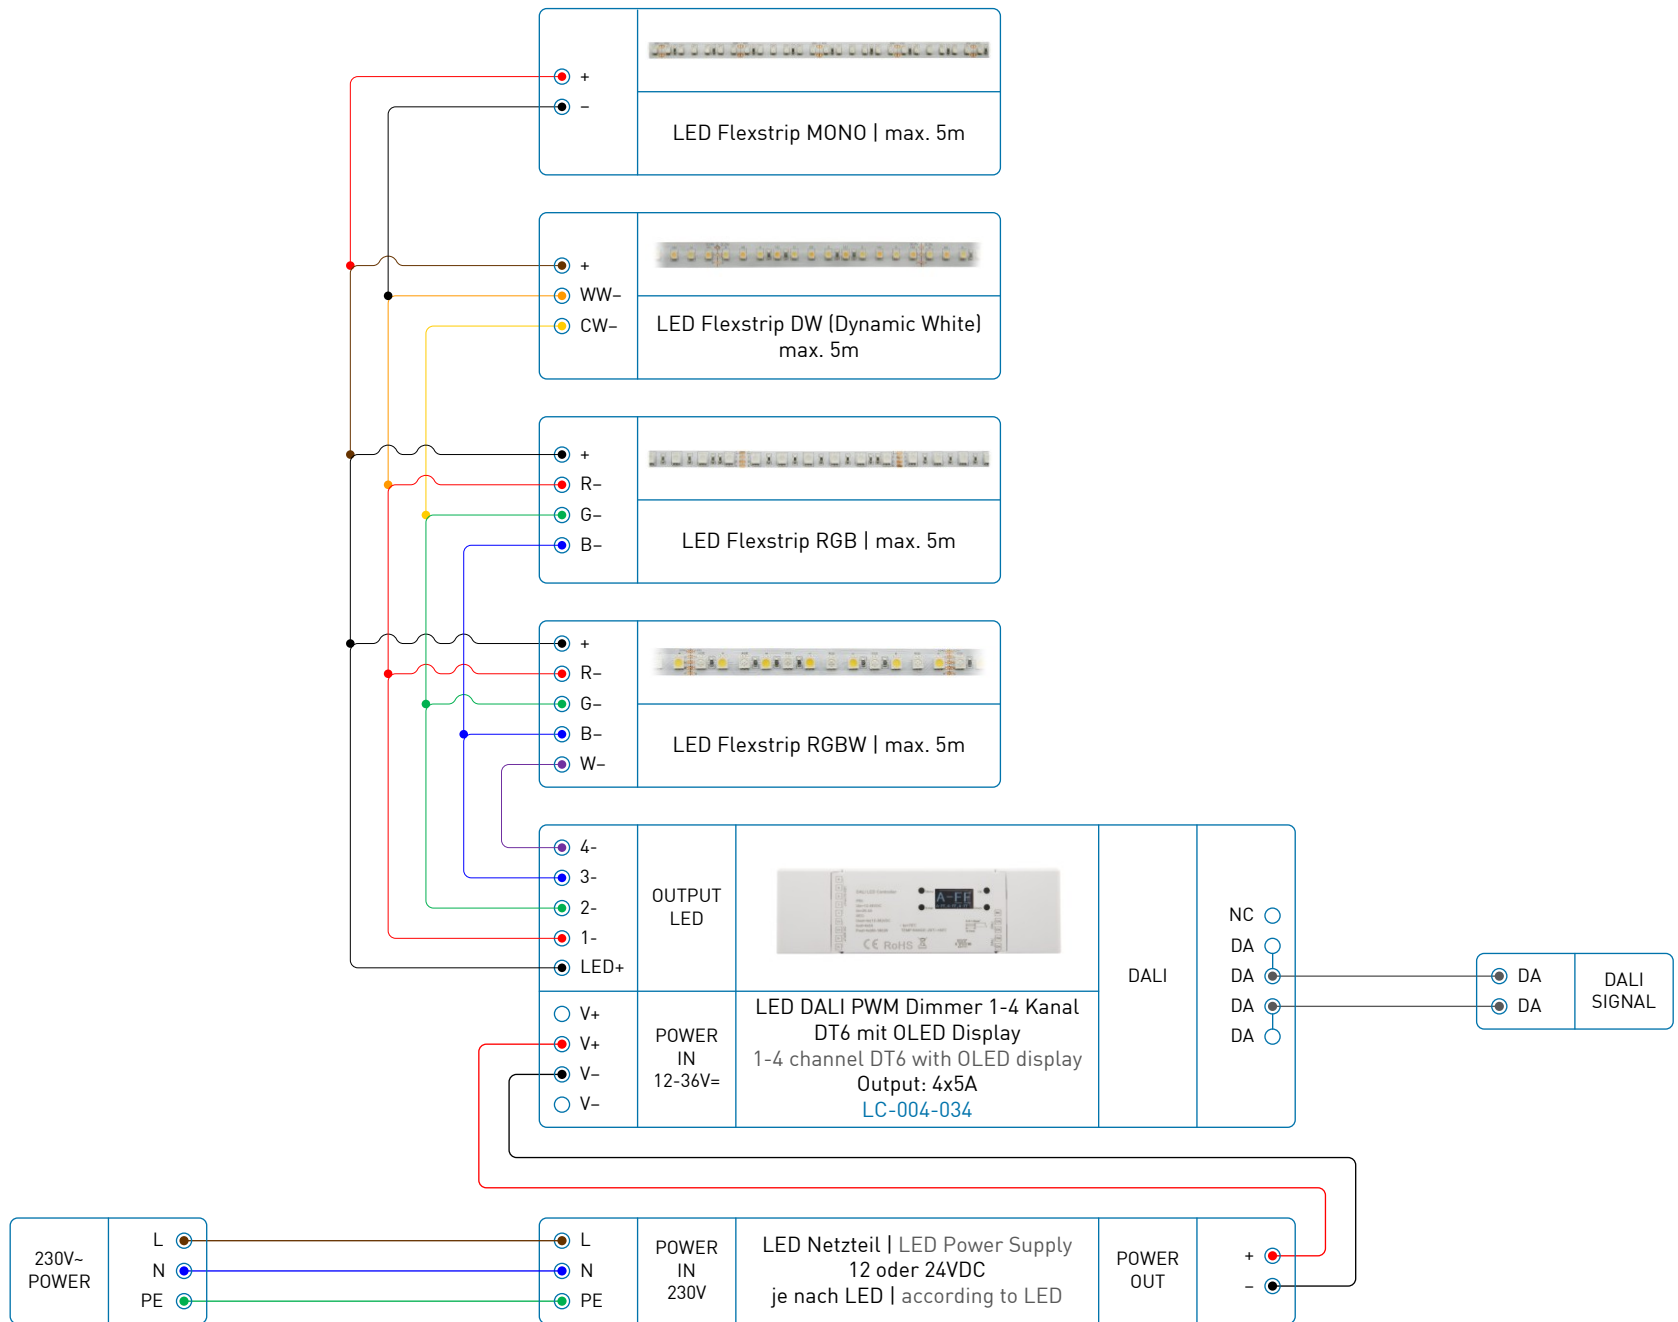 +
–
LED Flexstrip MONO | max. 5m
+
WW–
CW–
LED Flexstrip DW (Dynamic White)
max. 5m
+
R–
G–
B–
LED Flexstrip RGB | max. 5m
+
R–
G–
B–
W–
LED Flexstrip RGBW | max. 5m
4-
3-
2-
1-
LED+
OUTPUT
LED
A-FF
CE RoHS
V+
V+
V–
V–
POWER
IN
12-36V=
LED DALI PWM Dimmer 1-4 Kanal
DT6 mit OLED Display
1-4 channel DT6 with OLED display
Output: 4x5A
LC-004-034
DALI
NC
DA
DA
DA
DA
DA
DA
DALI
SIGNAL
230V~
POWER
L
N
PE
L
N
PE
POWER
IN
230V
LED Netzteil | LED Power Supply
12 oder 24VDC
je nach LED | according to LED
POWER
OUT
+
–